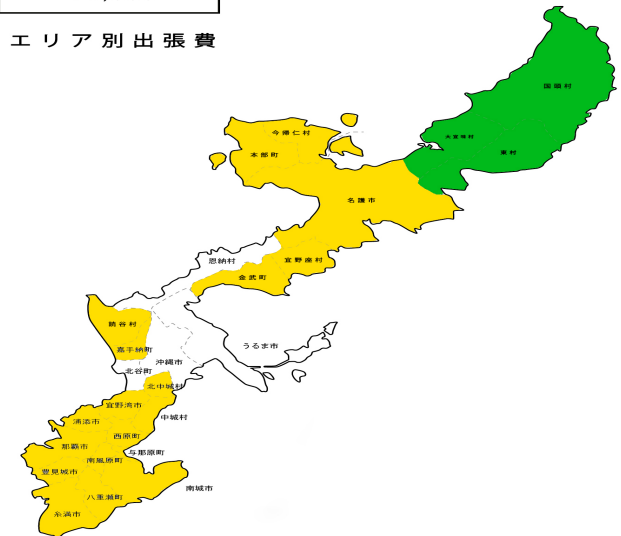 エリア別出張費
国頭村
大宜味村
東村
今帰仁村
本部町
名護市
恩納村
宜野座村
金武町
読谷村
嘉手納町
沖縄市
うるま市
北谷町
北中城村
宜野湾市
中城村
浦添市
西原町
那覇市
与那原町
南風原町
豊見城市
南城市
八重瀬町
糸満市